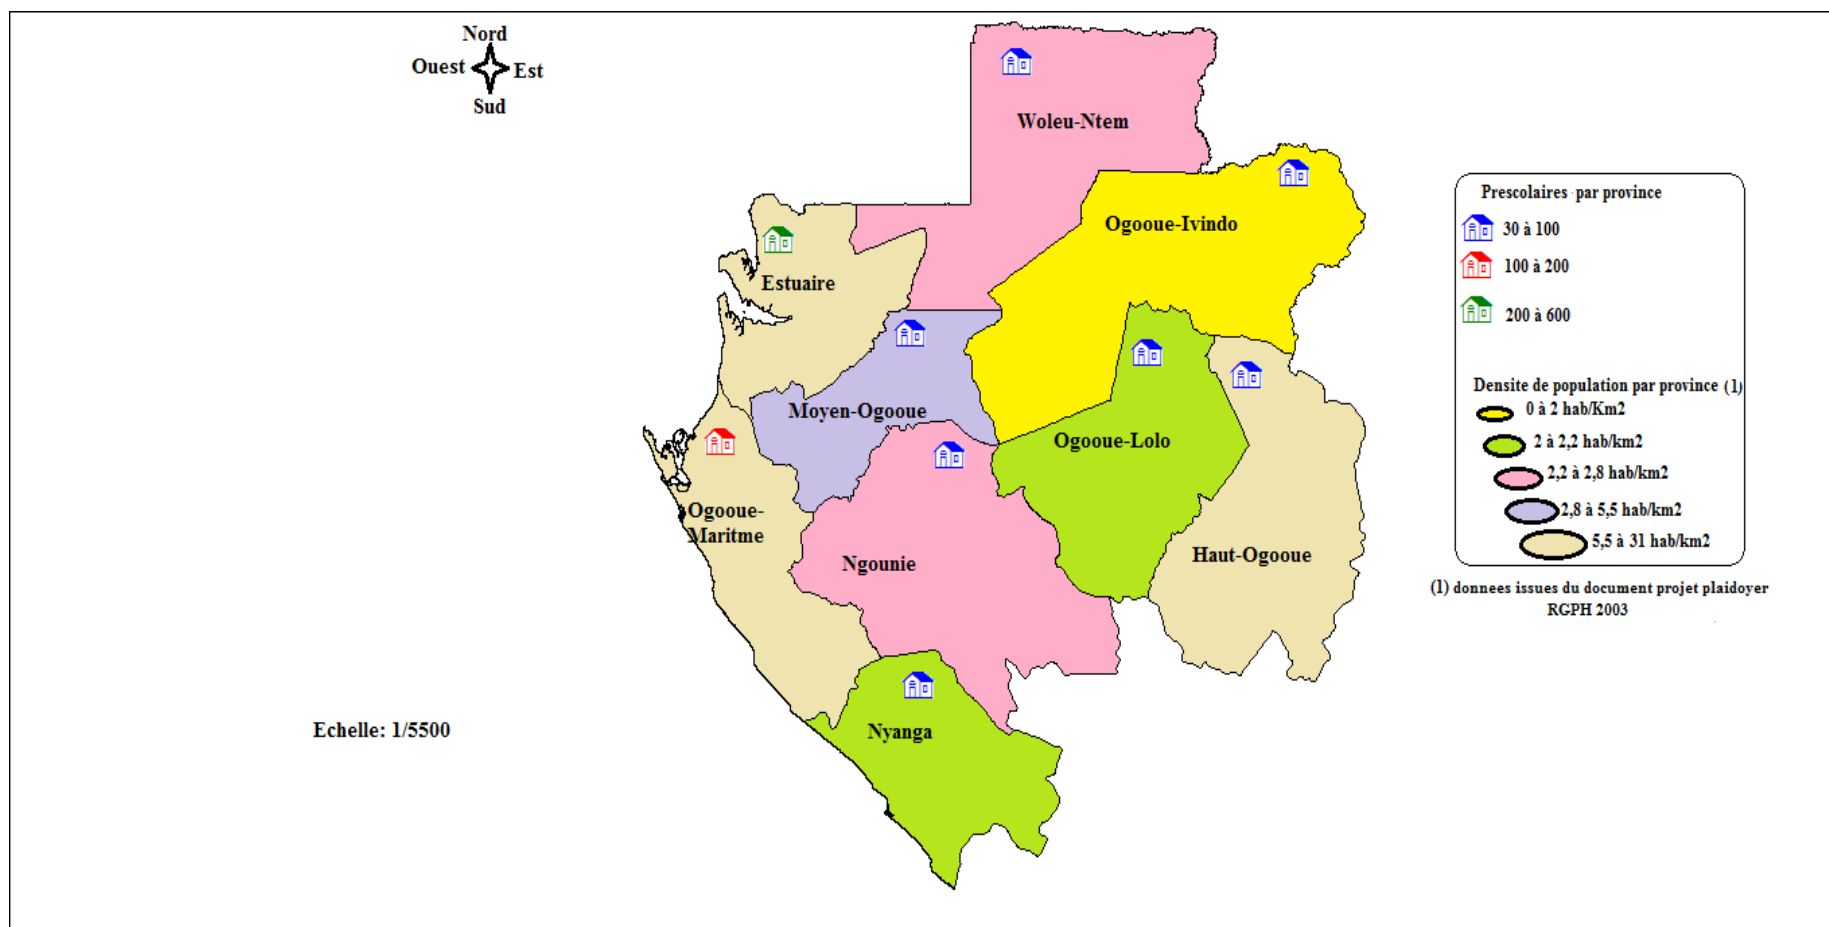 Nord
Ouest
Est
Sud
Woleu-Ntem
Ogooue-Ivindo
Estuaire
Moyen-Ogooue
Ogooue-Lolo
Ogooue-
Maritme
Ngounie
Haut-Ogooue
Nyanga
Echelle: 1/5500
Prescolaires par province
30 à 100
100 à 200
200 à 600
Densite de population par province (1)
0 à 2 hab/Km2
2 à 2,2 hab/km2
2,2 à 2,8 hab/km2
2,8 à 5,5 hab/km2
5,5 à 31 hab/km2
(1) donnees issues du document projet plaidoyer
RGPH 2003